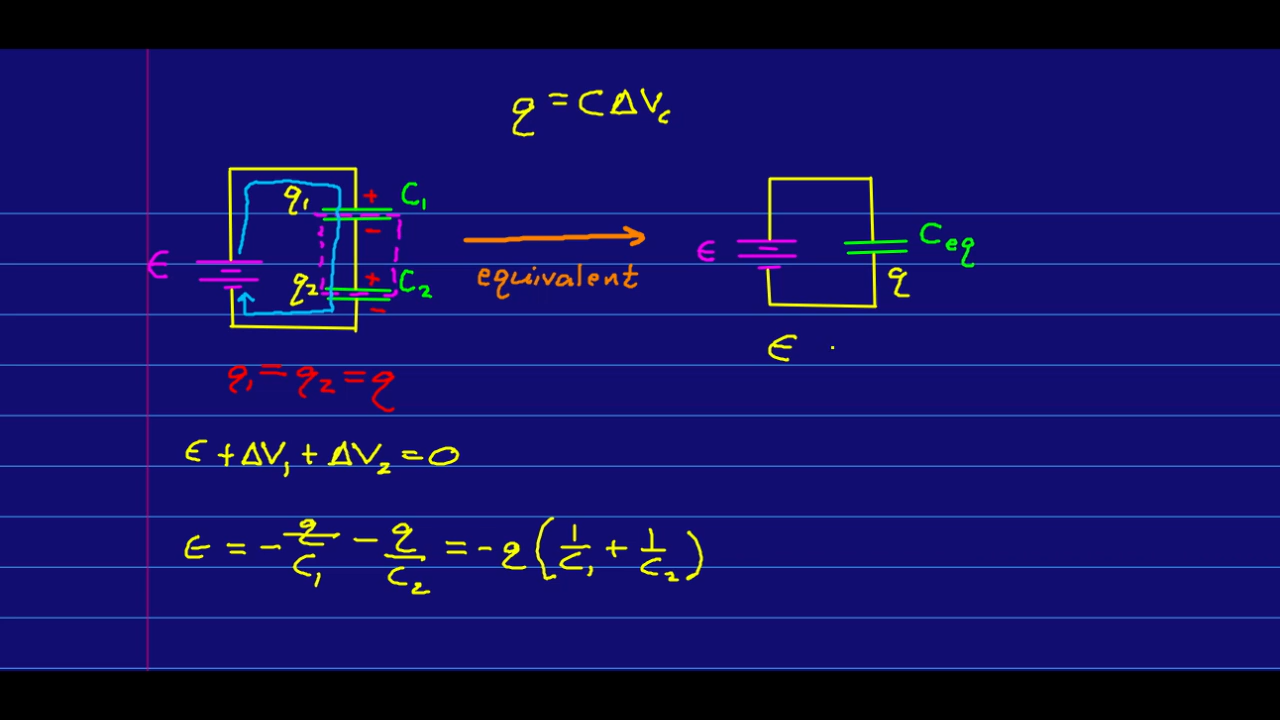 q = CΔV_c
q₁ + C₁
-
ϵ q₂ + C₂
-
equivalent
ϵ C_eq
q
ϵ
q₁ = q₂ = q
ϵ + ΔV₁ + ΔV₂ = 0
ϵ = - q/C₁ - q/C₂ = - q (1/C₁ + 1/C₂)